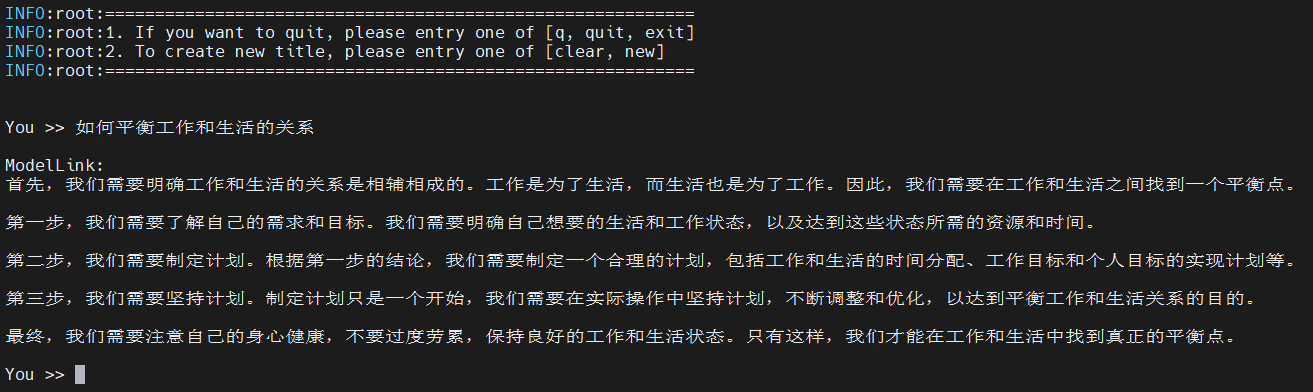 INFO:root:===========================================================
INFO:root:1. If you want to quit, please entry one of [q, quit, exit]
INFO:root:2. To create new title, please entry one of [clear, new]
INFO:root:===========================================================
You >> 如何平衡工作和生活的关系
ModelLink:
首先，我们需要明确工作和生活的关系是相辅相成的。工作是为了生活，而生活也是为了工作。因此，我们需要在工作和生活之间找到一个平衡点。
第一步，我们需要了解自己的需求和目标。我们需要明确自己想要的生活和工作状态，以及达到这些状态所需的资源和时间。
第二步，我们需要制定计划。根据第一步的结论，我们需要制定一个合理的计划，包括工作和生活的时间分配、工作目标和个人目标的实现计划等。
第三步，我们需要坚持计划。制定计划只是一个开始，我们需要在实际操作中坚持计划，不断调整和优化，以达到平衡工作和生活关系的目的。
最终，我们需要注意自己的身心健康，不要过度劳累，保持良好的工作和生活状态。只有这样，我们才能在工作和生活中找到真正的平衡点。
You >>